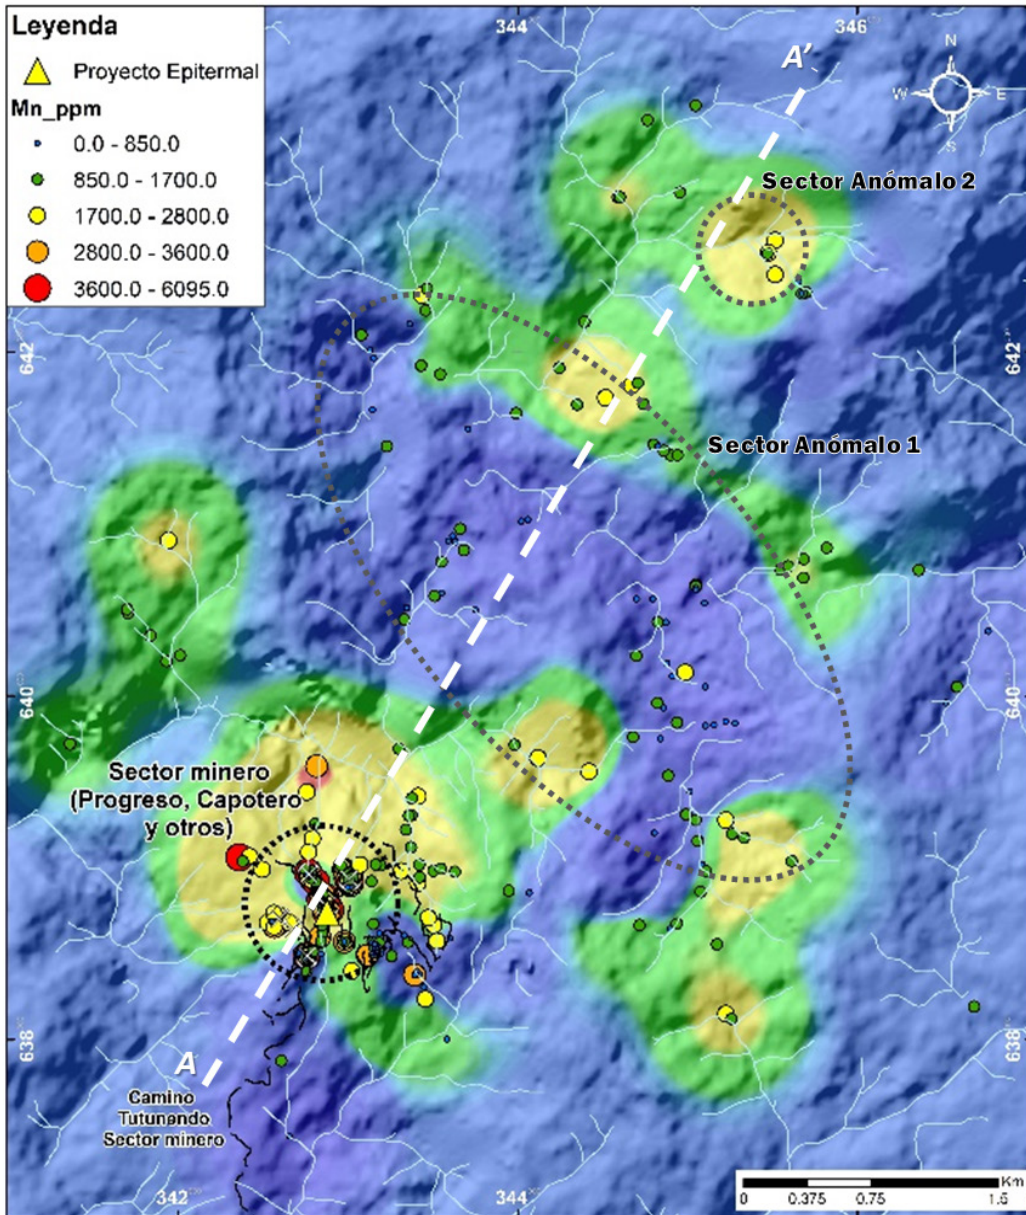 Leyenda
Proyecto Epitermal
Mn_ppm
0.0 - 850.0
850.0 - 1700.0
1700.0 - 2800.0
2800.0 - 3600.0
3600.0 - 6095.0
344
346
A'
N
W
E
S
Sector Anómalo 2
642
642
Sector Anómalo 1
640
640
Sector minero
(Progreso, Capotero
y otros)
638
638
A
Camino
Tutunendo
Sector minero
342
344
Km
0
0.375
0.75
1.5